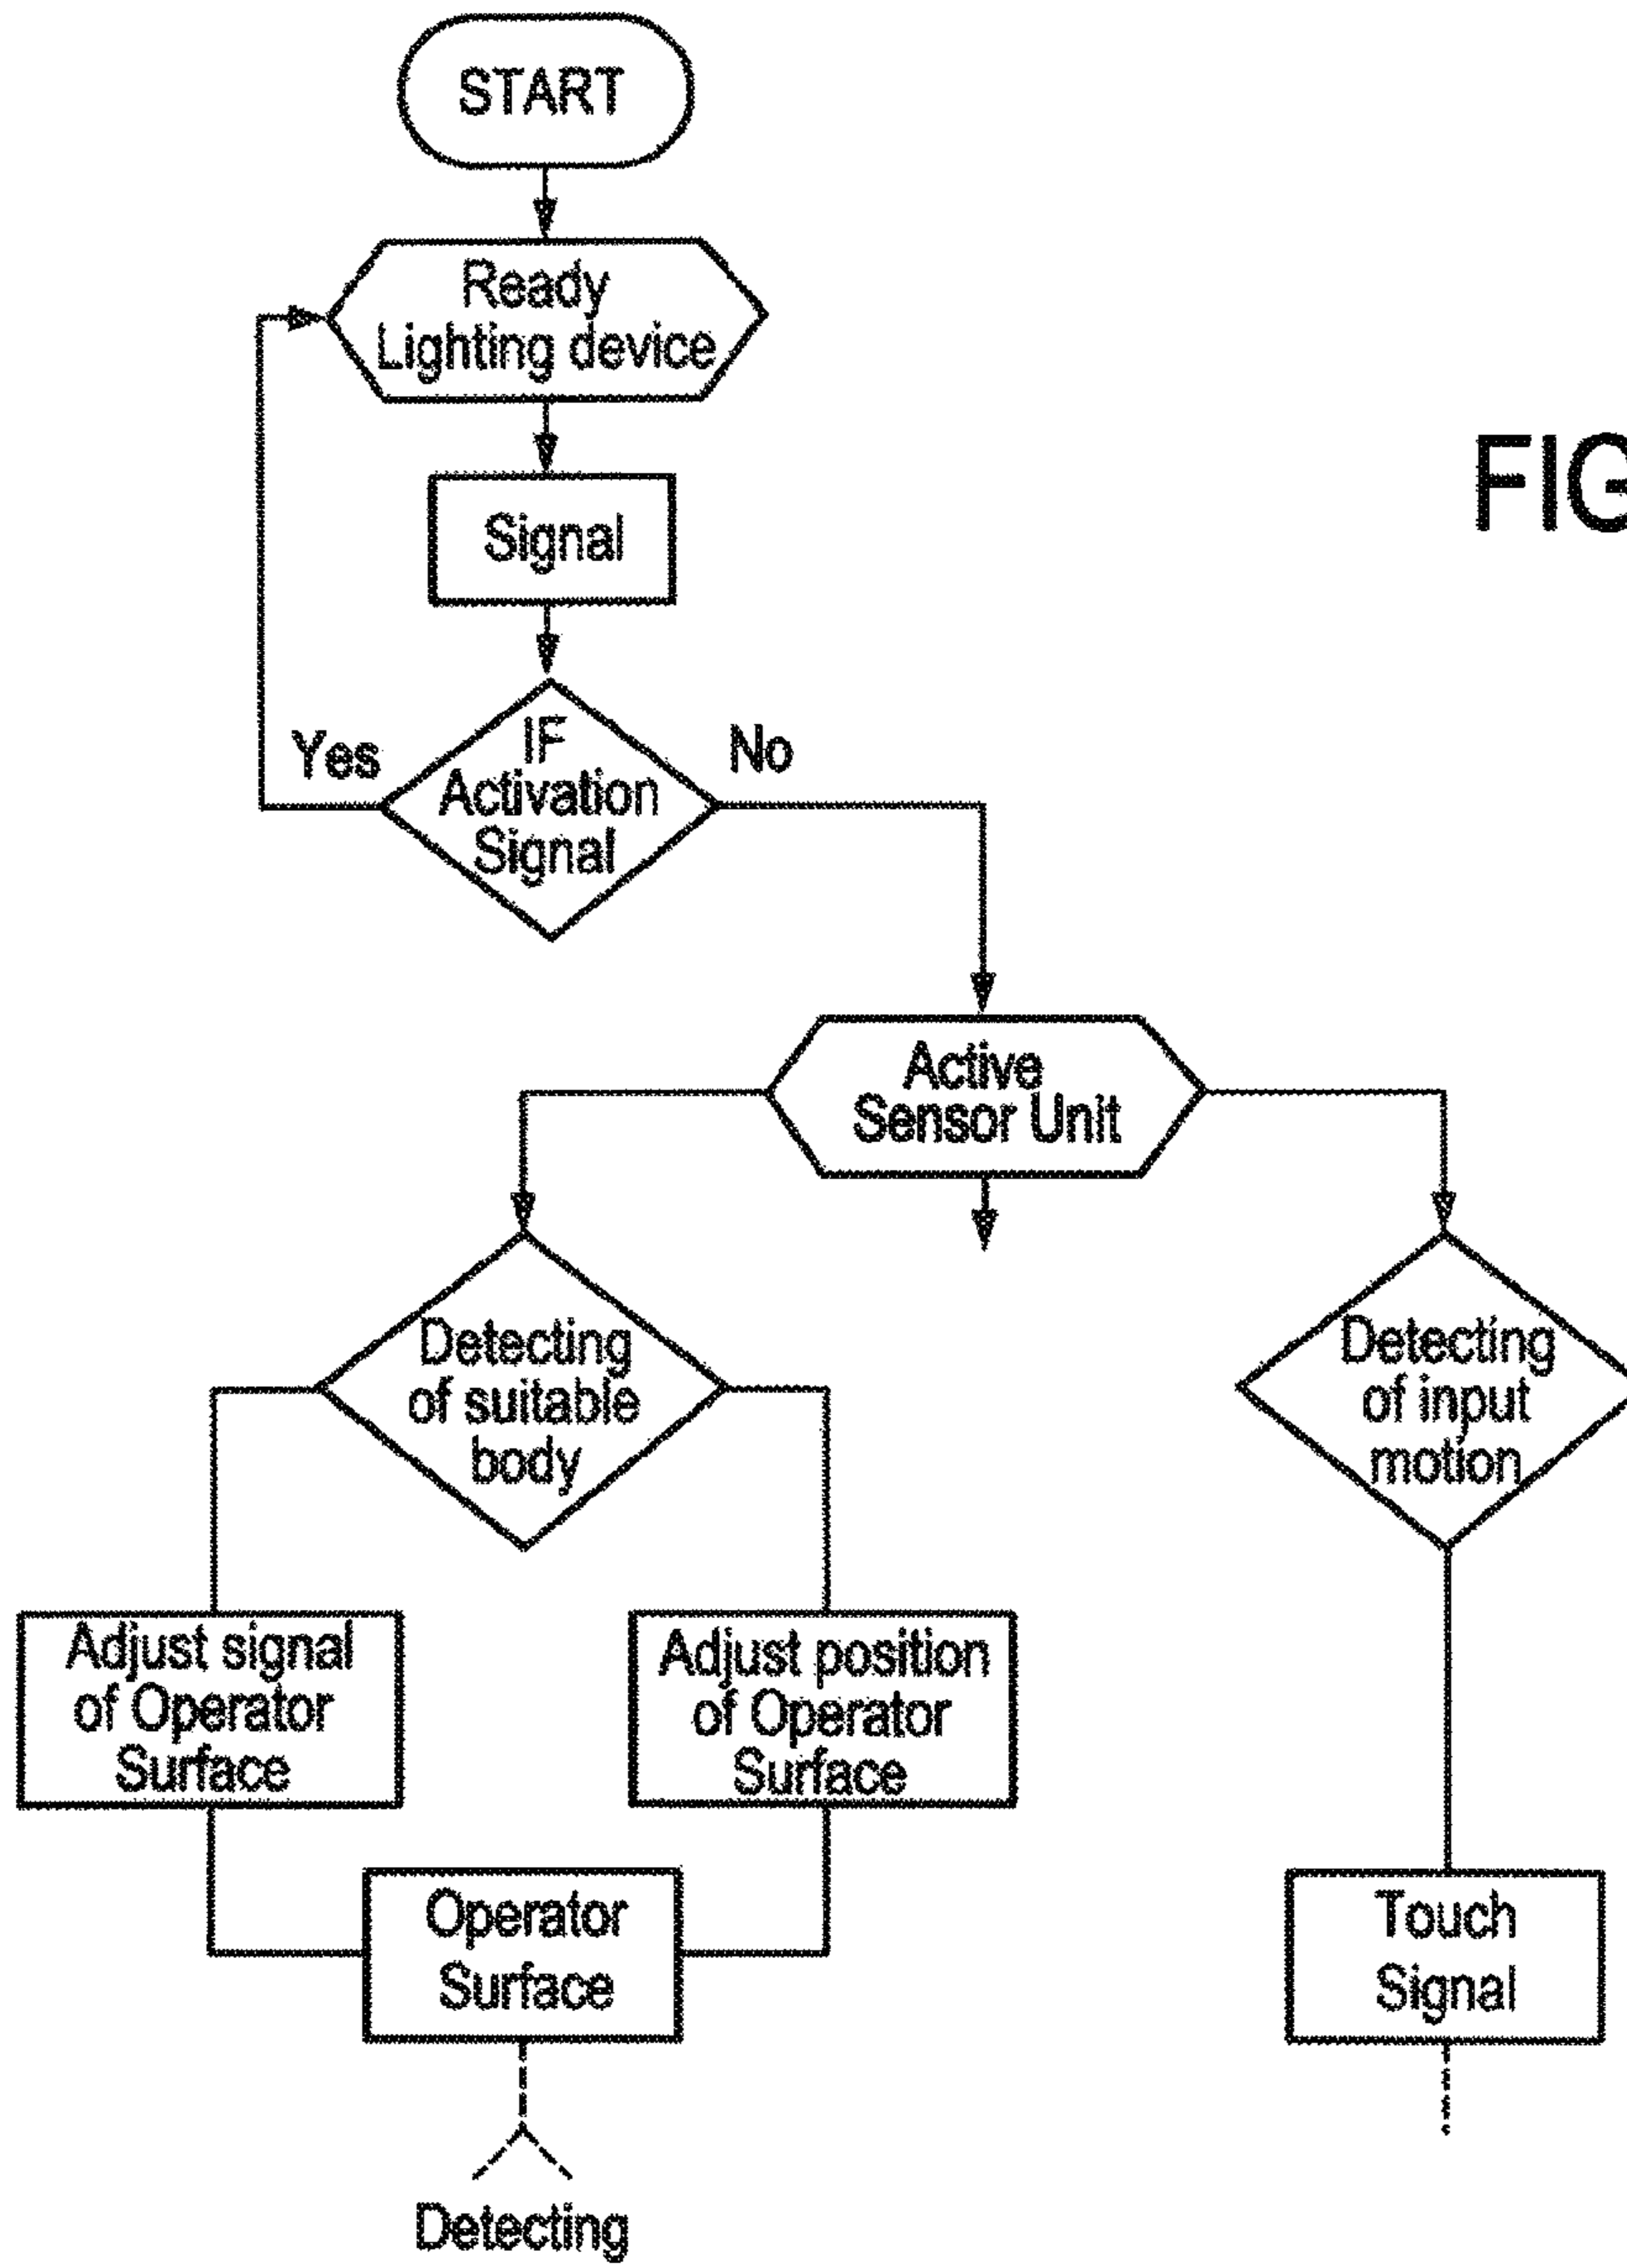 START
Ready
Lighting device
FIG
Signal
Yes
IF
Activation
Signal
No
Active
Sensor Unit
Detecting
of suitable
body
Detecting
of input
motion
Adjust signal
of Operator
Surface
Adjust position
of Operator
Surface
Operator
Surface
Touch
Signal
Detecting